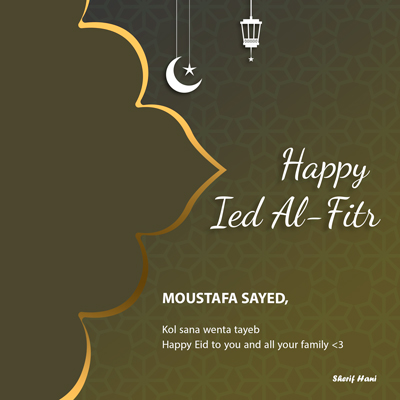 Happy
Ied Al-Fitr
MOUSTAFA SAYED,
Kol sana wenta tayeb
Happy Eid to you and all your family <3
Sherif Hani